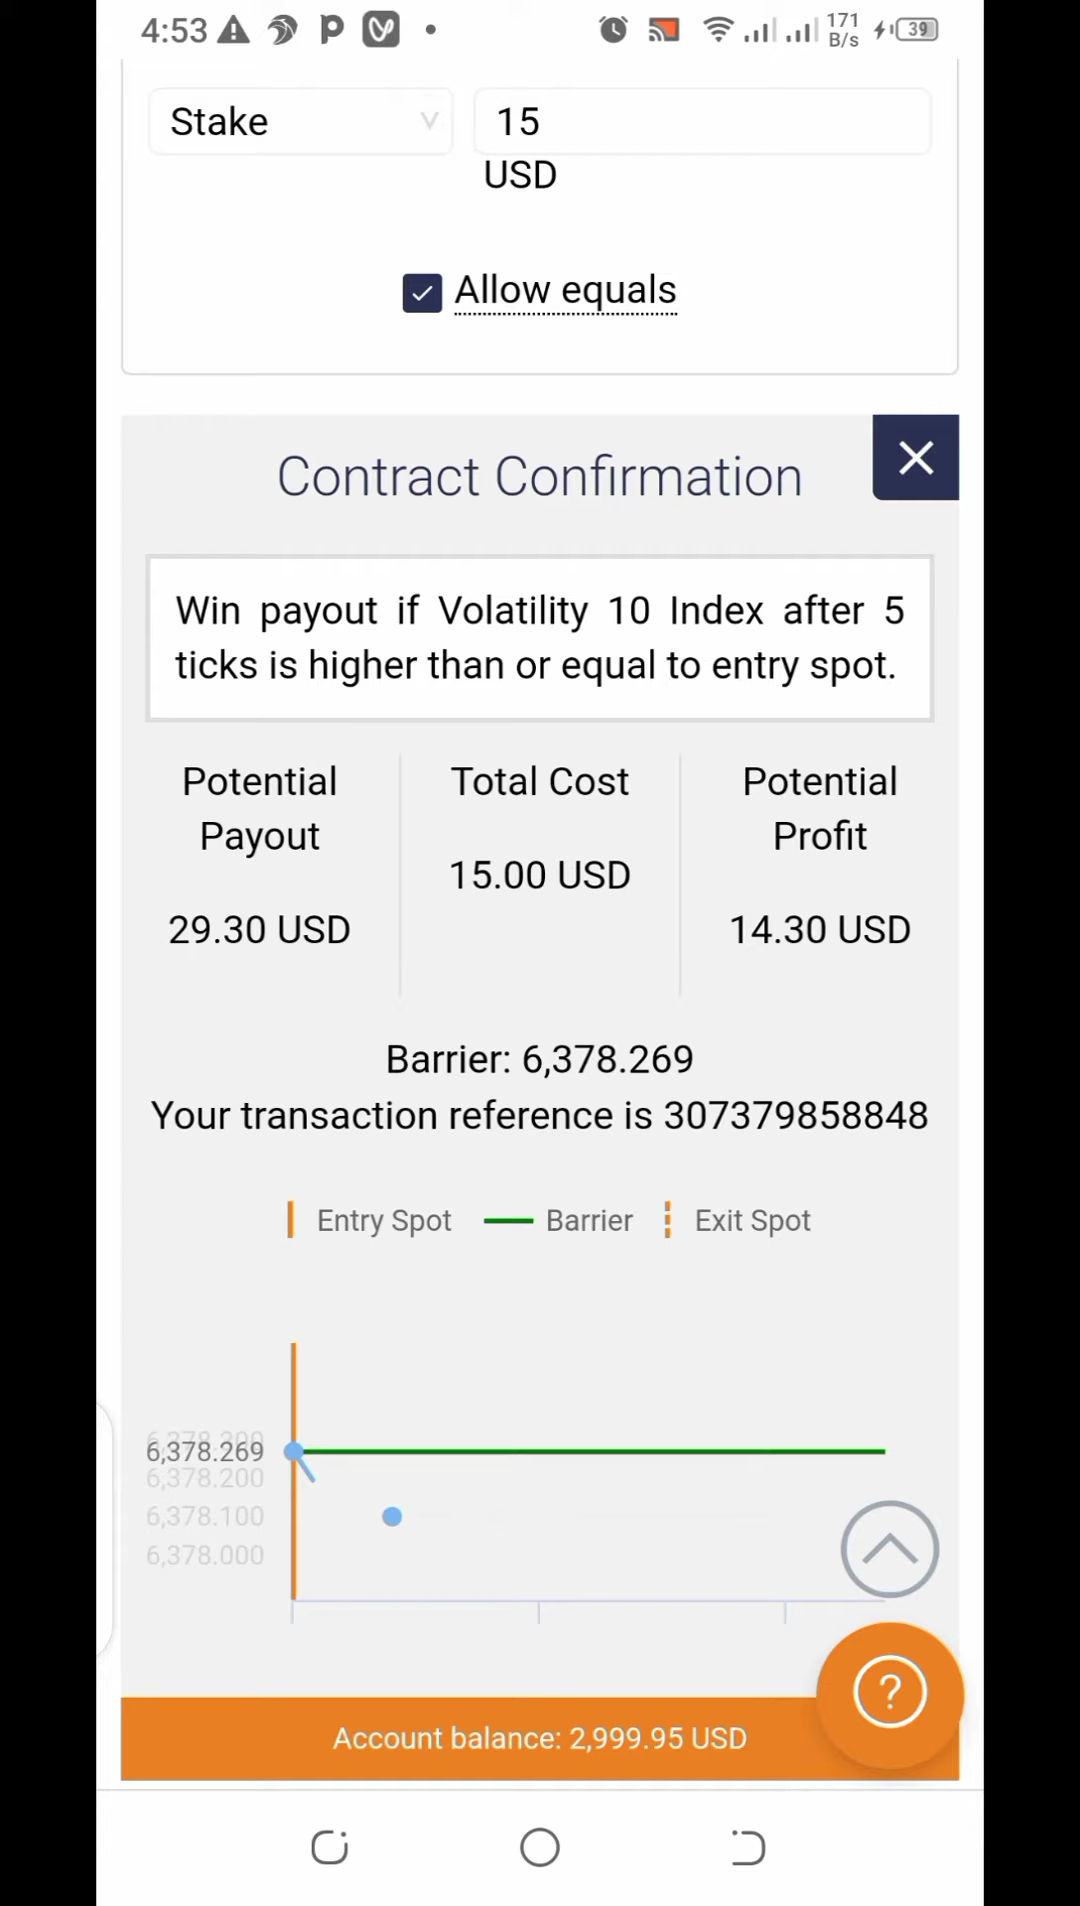 4:53
171
B/s
39
Stake
15
USD
Allow equals
Contract Confirmation
Win payout if Volatility 10 Index after 5
ticks is higher than or equal to entry spot.
Potential
Payout
29.30 USD
Total Cost
15.00 USD
Potential
Profit
14.30 USD
Barrier: 6,378.269
Your transaction reference is 307379858848
Entry Spot
Barrier
Exit Spot
6,378.300
6,378.269
6,378.200
6,378.100
6,378.000
?
Account balance: 2,999.95 USD